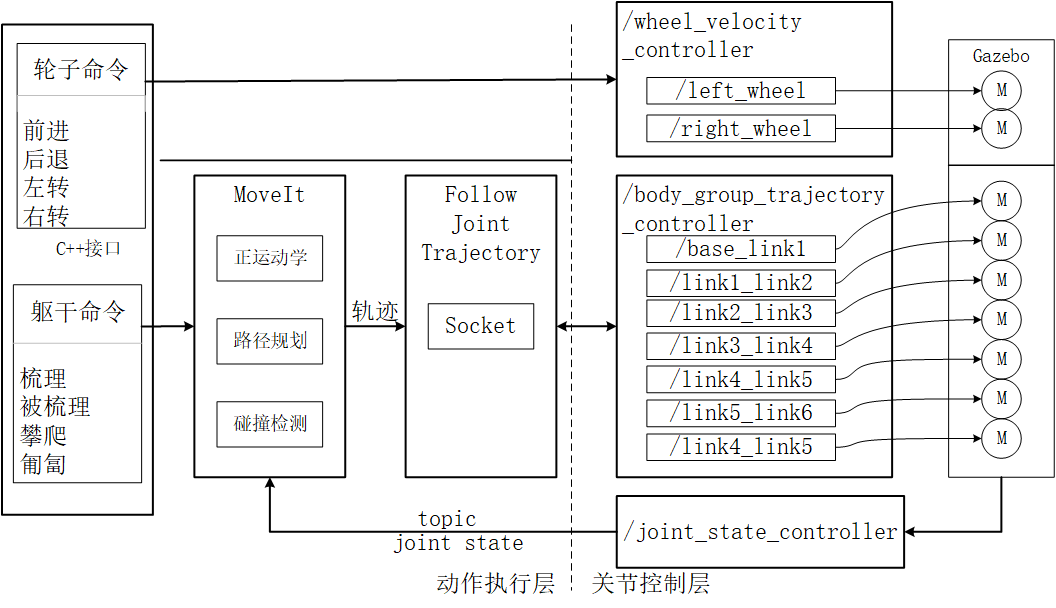 轮子命令
前进
后退
左转
右转
C++接口
躯干命令
梳理
被梳理
攀爬
匍匐
MoveIt
正运动学
路径规划
碰撞检测
轨迹
Follow
Joint
Trajectory
Socket
/wheel_velocity
_controller
/left_wheel
/right_wheel
/body_group_trajectory
_controller
/base_link1
/link1_link2
/link2_link3
/link3_link4
/link4_link5
/link5_link6
/link4_link5
Gazebo
M
M
M
M
M
M
M
M
M
/joint_state_controller
topic
joint state
动作执行层
关节控制层